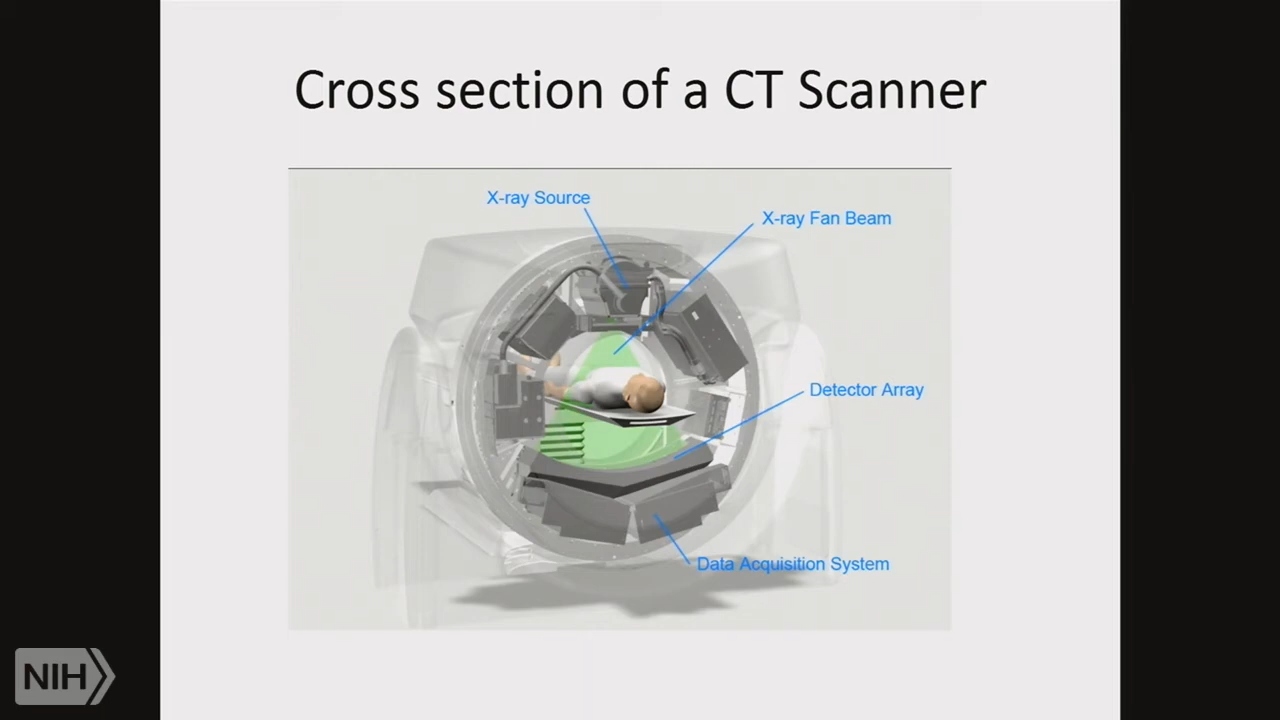 Cross section of a CT Scanner
X-ray Source
X-ray Fan Beam
Detector Array
Data Acquisition System
NIH